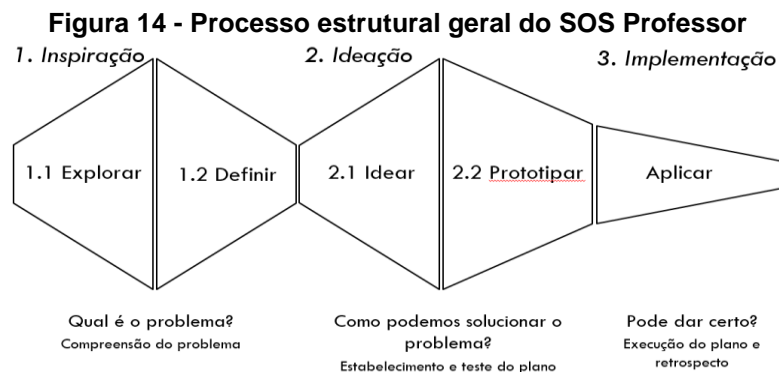 Figura 14 - Processo estrutural geral do SOS Professor
1. Inspiração
2. Ideação
3. Implementação
1.1 Explorar
1.2 Definir
2.1 Idear
2.2 Prototipar
Aplicar
Qual é o problema?
Compreensão do problema
Como podemos solucionar o
problema?
Estabelecimento e teste do plano
Pode dar certo?
Execução do plano e
retrospecto